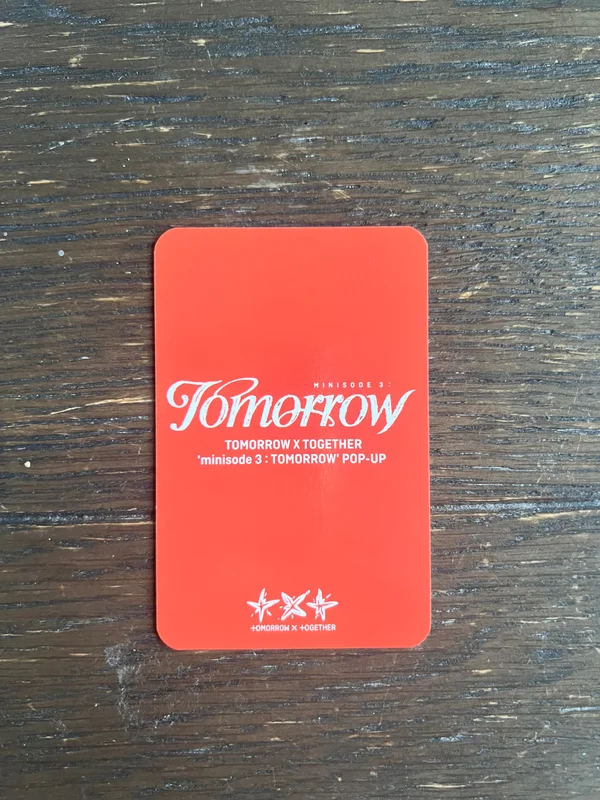 MINISODE 3:
Tomorrow
TOMORROW X TOGETHER
'minisode 3 : TOMORROW' POP-UP
TOMORROW × TOGETHER